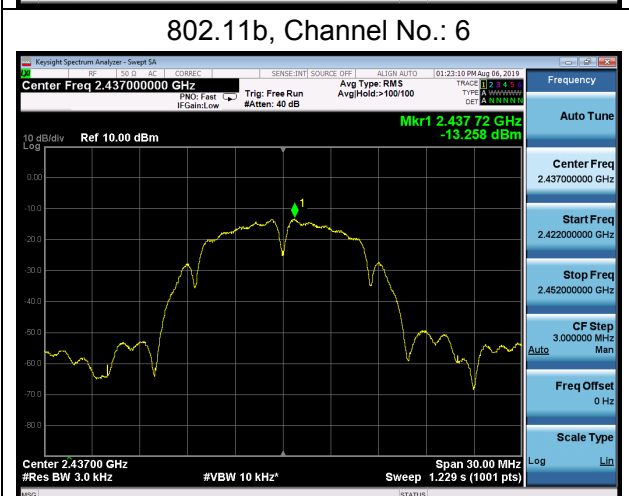 802.11b, Channel No.: 6
Keysight Spectrum Analyzer - Swept SA
RF 50 Ω AC CORREC SENSE:INT SOURCE OFF ALIGN AUTO 01:23:10 PM Aug 06, 2019
Center Freq 2.437000000 GHz
PNO: Fast
IFGain:Low
Trig: Free Run
#Atten: 40 dB
Avg Type: RMS
Avg|Hold:>100/100
TRACE 1 2 3 4 5 6
TYPE A WWWWW
DET A N N N N N
Mkr1 2.437 72 GHz
-13.258 dBm
10 dB/div Ref 10.00 dBm
Log
0.00
-10.0
-20.0
-30.0
-40.0
-50.0
-60.0
-70.0
-80.0
1
Center 2.43700 GHz Span 30.00 MHz
#Res BW 3.0 kHz #VBW 10 kHz* Sweep 1.229 s (1001 pts)
MSG STATUS
Frequency
Auto Tune
Center Freq
2.437000000 GHz
Start Freq
2.422000000 GHz
Stop Freq
2.452000000 GHz
CF Step
3.000000 MHz
Auto Man
Freq Offset
0 Hz
Scale Type
Log Lin